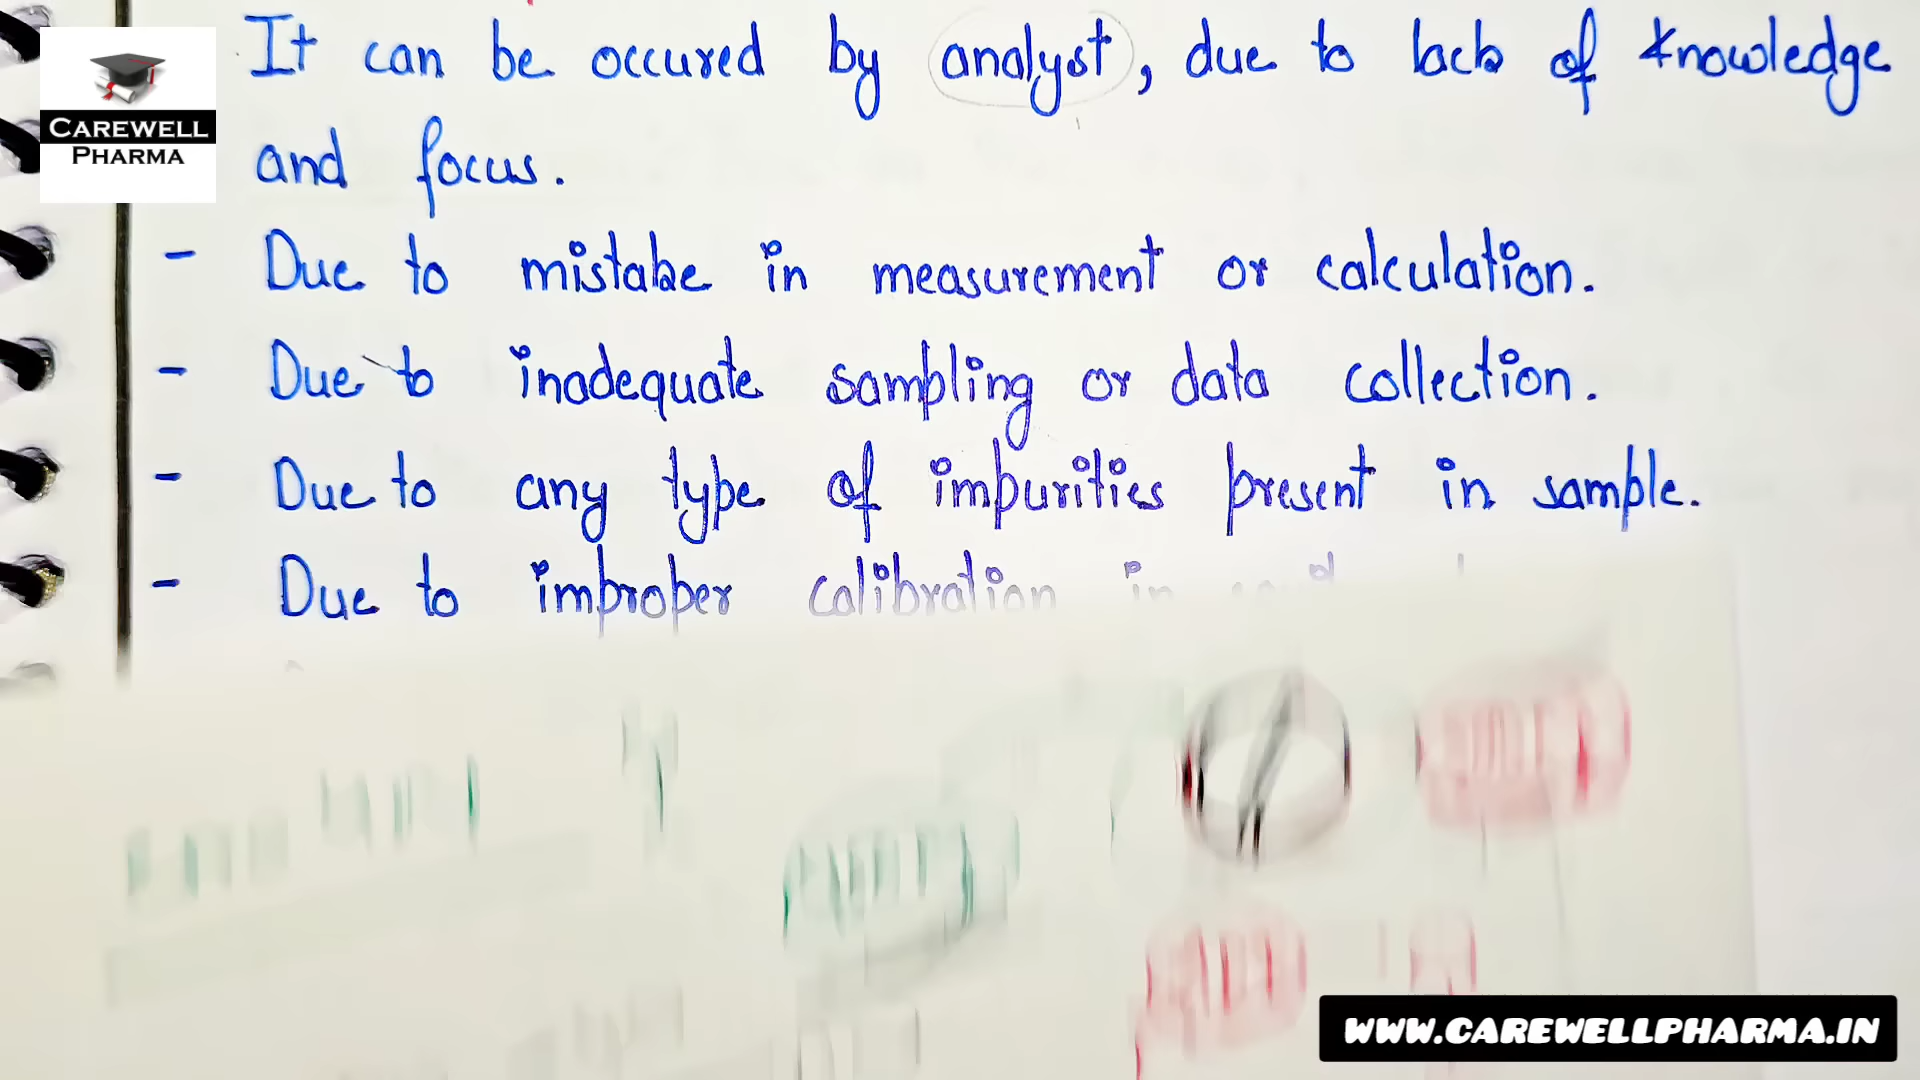 It can be occured by analyst, due to lack of knowledge
CAREWELL
PHARMA
and focus.
- Due to mistake in measurement or calculation.
- Due to inadequate sampling or data collection.
- Due to any type of impurities present in sample.
- Due to improper calibration in
WWW.CAREWELLPHARMA.IN